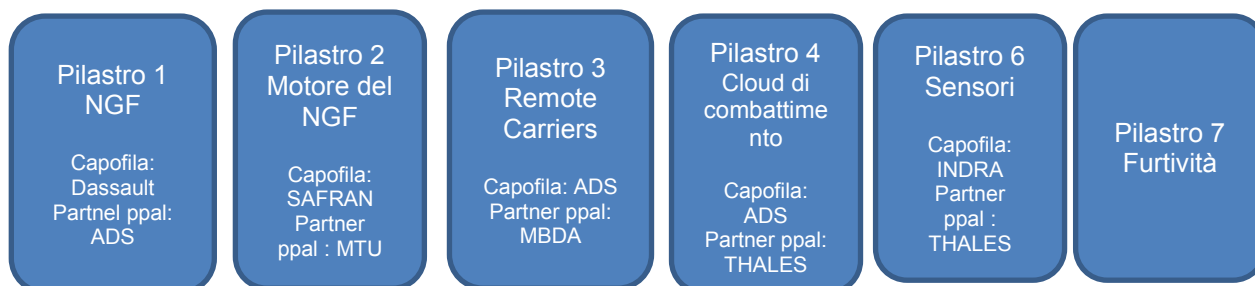 Pilastro 1
NGF
Capofila:
Dassault
Partnel ppal:
ADS
Pilastro 2
Motore del
NGF
Capofila:
SAFRAN
Partner
ppal : MTU
Pilastro 3
Remote
Carriers
Capofila: ADS
Partner ppal:
MBDA
Pilastro 4
Cloud di
combattime
nto
Capofila:
ADS
Partner ppal:
THALES
Pilastro 6
Sensori
Capofila:
INDRA
Partner
ppal :
THALES
Pilastro 7
Furtività